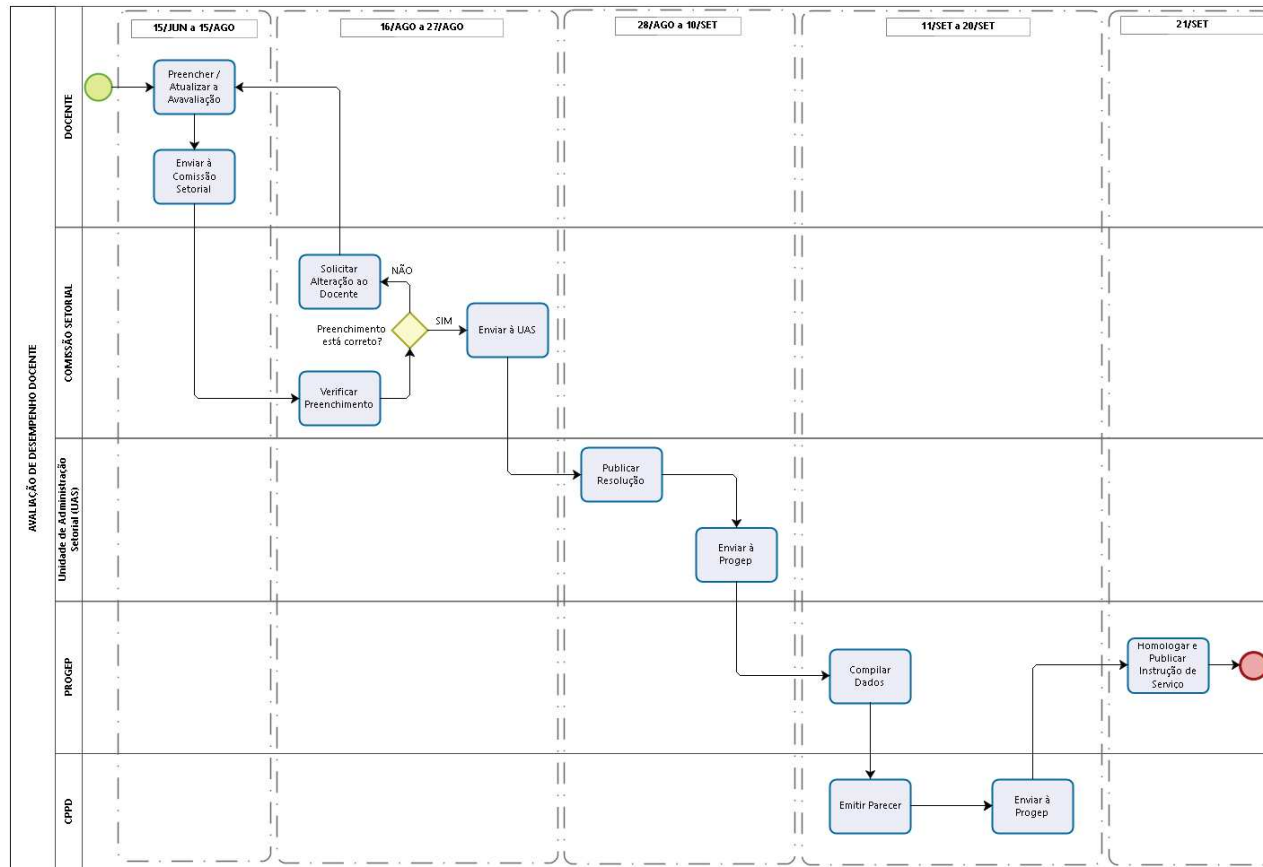 15/JUN a 15/AGO
16/AGO a 27/AGO
28/AGO a 10/SET
11/SET a 20/SET
21/SET
AVALIAÇÃO DE DESEMPENHO DOCENTE
DOCENTE
Preencher /
Atualizar a
Avavaliação
Enviar à
Comissão
Setorial
COMISSÃO SETORIAL
Solicitar
Alteração ao
Docente
NÃO
Preenchimento
está correto?
SIM
Enviar à UAS
Verificar
Preenchimento
Unidade de Administração
Setorial (UAS)
Publicar
Resolução
Enviar à
Progep
PROGEP
Compilar
Dados
Homologar e
Publicar
Instrução de
Serviço
CPPD
Emitir Parecer
Enviar à
Progep